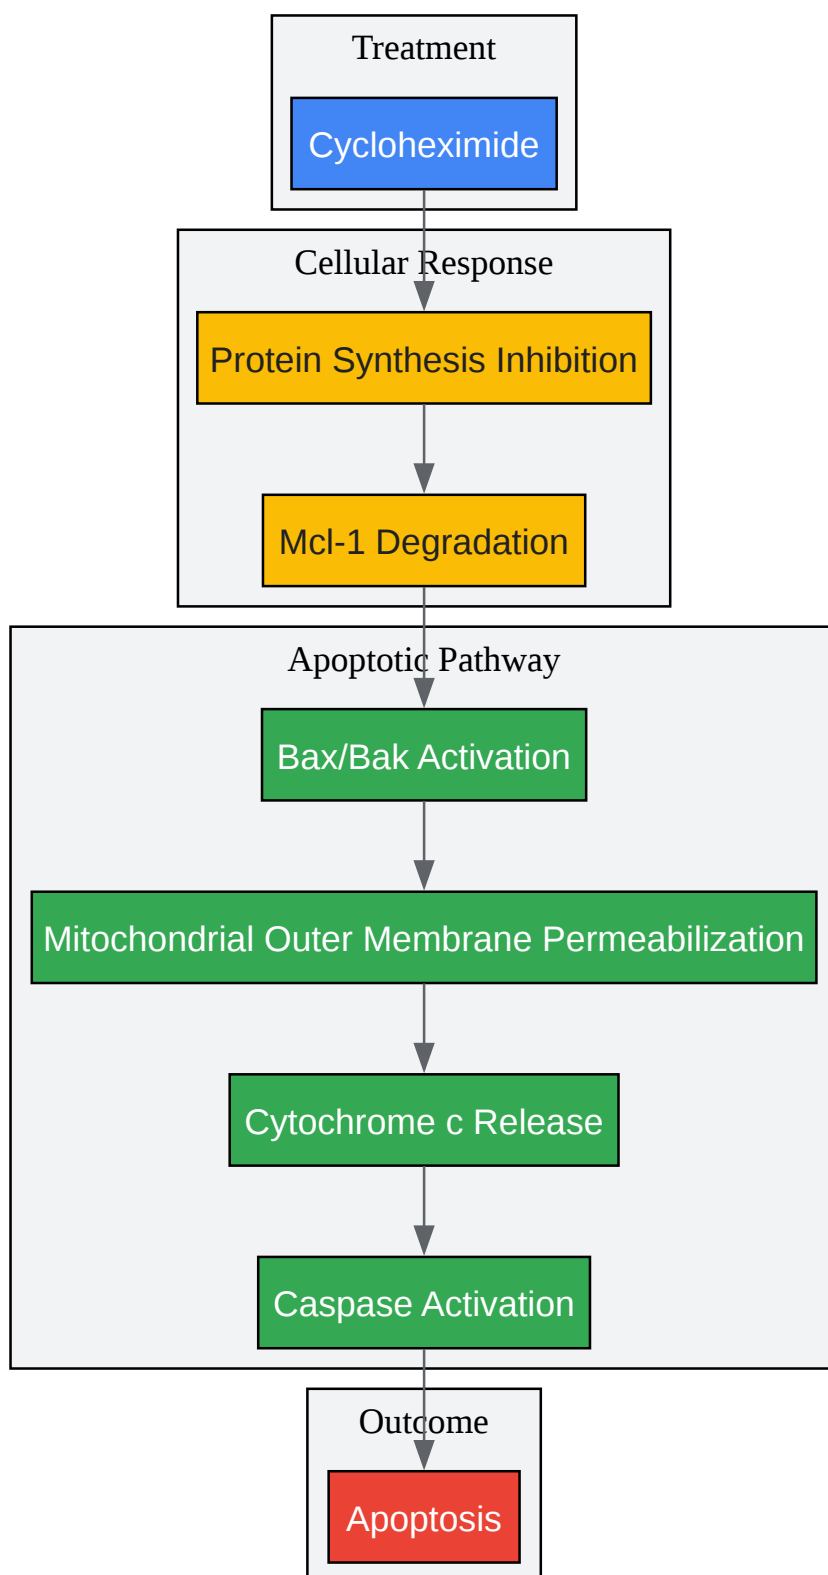 Treatment
Cycloheximide
Cellular Response
Protein Synthesis Inhibition
Mcl-1 Degradation
Apoptotic Pathway
Bax/Bak Activation
Mitochondrial Outer Membrane Permeabilization
Cytochrome c Release
Caspase Activation
Outcome
Apoptosis